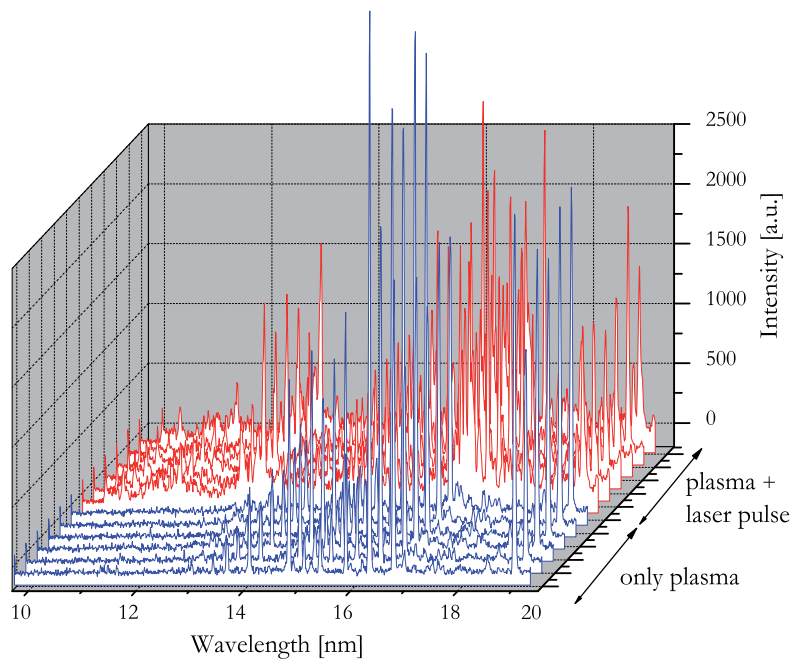 2500
2000
1500
1000
500
0
Intensity [a.u.]
plasma +
laser pulse
only plasma
10 12 14 16 18 20
Wavelength [nm]